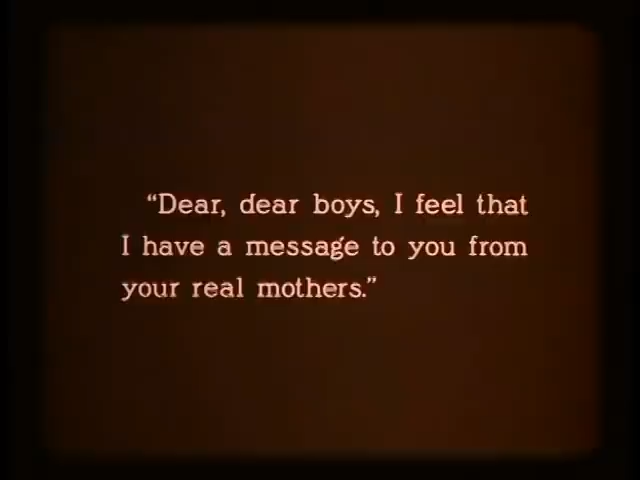 “Dear, dear boys, I feel that
I have a message to you from
your real mothers.”